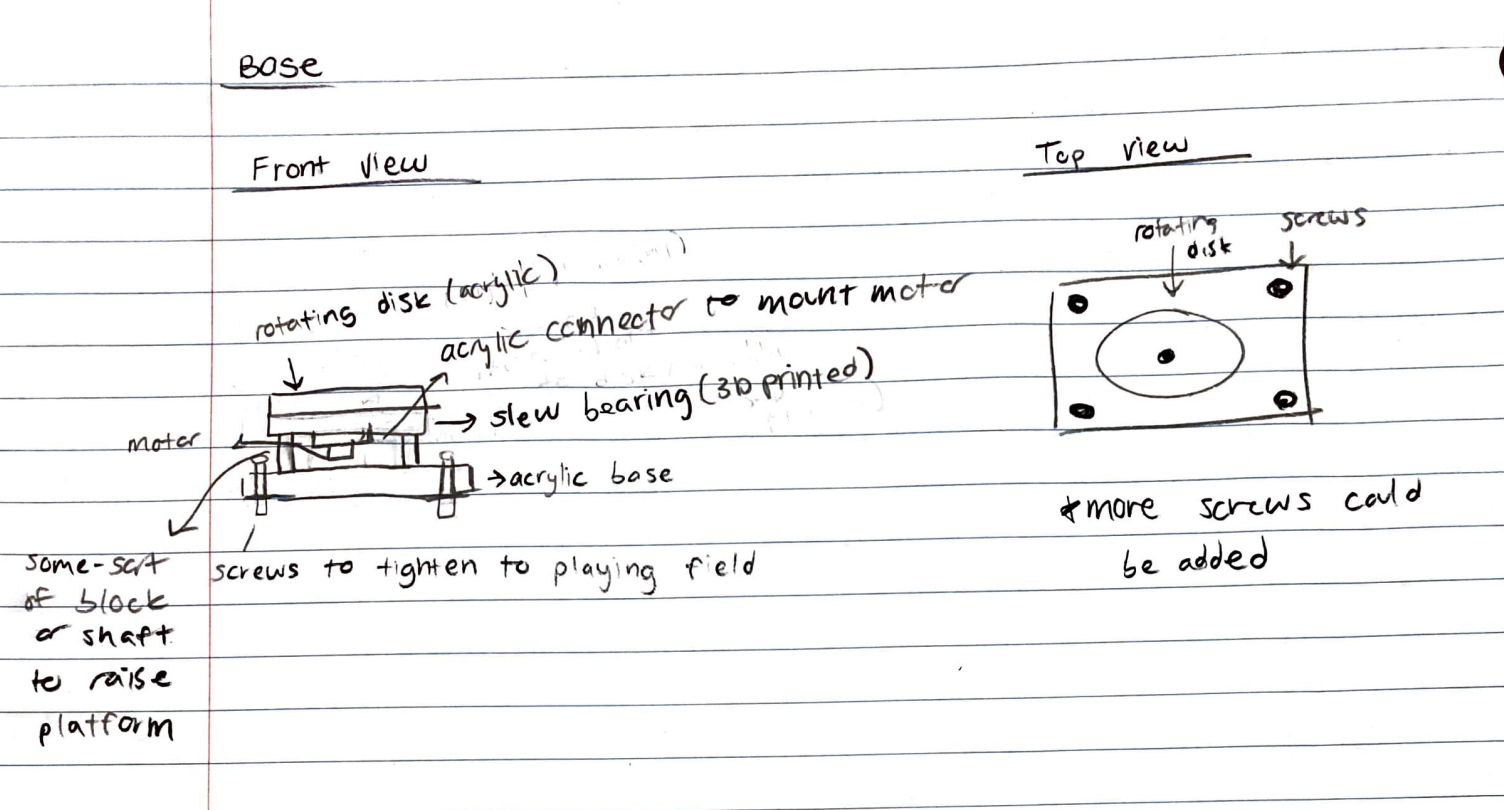 Base
Front view
Top view
rotating disk (acrylic)
acrylic connector to mount motor
slew bearing (3D printed)
motor
acrylic base
screws to tighten to playing field
some-sort
of block
or shaft
to raise
platform
rotating
disk
screws
*more screws could
be added